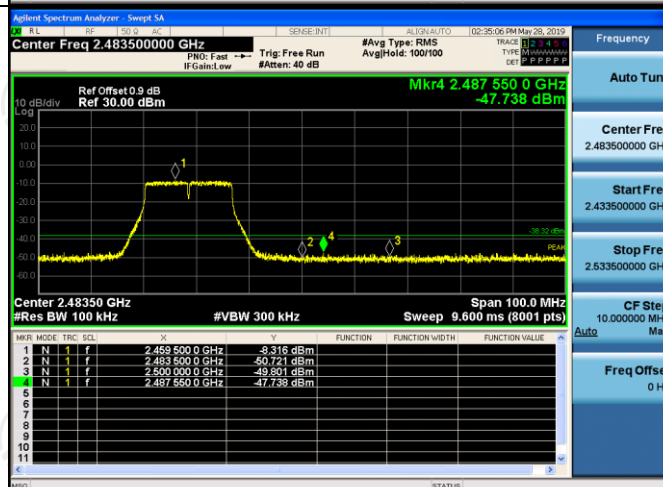 Agilent Spectrum Analyzer - Swept SA
RL RF 50 Ω AC SENSE:INT ALIGN AUTO 02:35:06 PM May 28, 2019
Center Freq 2.483500000 GHz #Avg Type: RMS TRACE 1 2 3 4 5 6
PNO: Fast Trig: Free Run Avg|Hold: 100/100 TYPE M
IFGain:Low #Atten: 40 dB DET P P P P P P
Frequency
Auto Tun
Center Fre
2.483500000 GH
Start Fre
2.433500000 GH
Stop Fre
2.533500000 GH
CF Step
10.000000 MH
Auto Ma
Freq Offse
0 H
Ref Offset 0.9 dB Mkr4 2.487 550 0 GHz
10 dB/div Ref 30.00 dBm -47.738 dBm
Log
20.0
10.0
0.00
-10.0
-20.0
-30.0
-40.0
-50.0
-60.0
1
2
4
3
-38.32 dBm
PEAK
Center 2.48350 GHz Span 100.0 MHz
#Res BW 100 kHz #VBW 300 kHz Sweep 9.600 ms (8001 pts)
MKR MODE TRC SCL X Y FUNCTION FUNCTION WIDTH FUNCTION VALUE
1 N 1 f 2.459 500 0 GHz -8.316 dBm
2 N 1 f 2.483 500 0 GHz -50.721 dBm
3 N 1 f 2.500 000 0 GHz -49.801 dBm
4 N 1 f 2.487 550 0 GHz -47.738 dBm
5
6
7
8
9
10
11
MSG STATUS